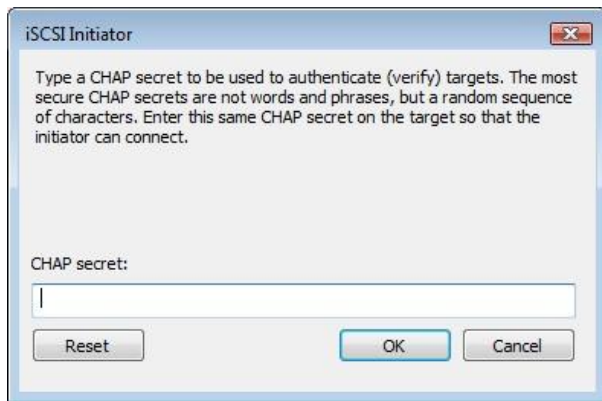 iSCSI Initiator
Type a CHAP secret to be used to authenticate (verify) targets. The most
secure CHAP secrets are not words and phrases, but a random sequence
of characters. Enter this same CHAP secret on the target so that the
initiator can connect.
CHAP secret:
Reset OK Cancel